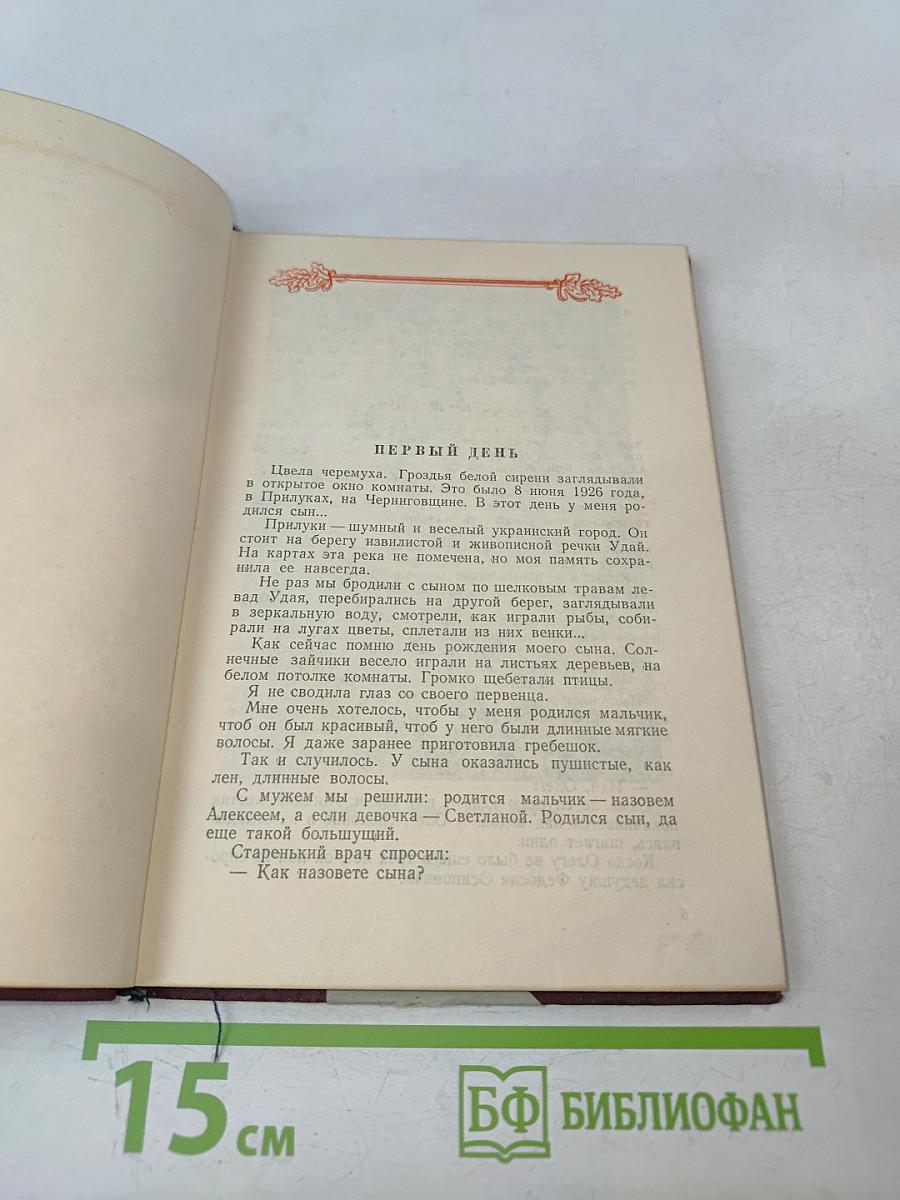 ПЕРВЫЙ ДЕНЬ
Цвела черемуха. Гроздья белой сирени заглядывали
в открытое окно комнаты. Это было 8 июня 1926 года,
в Прилуках, на Черниговщине. В этот день у меня ро-
дился сын...
Прилуки — шумный и веселый украинский город. Он
стоит на берегу извилистой и живописной речки Удай.
На картах эта река не помечена, но моя память сохра-
нила ее навсегда.
Не раз мы бродили с сыном по шелковым травам ле-
вад Удая, перебирались на другой берег, заглядывали
в зеркальную воду, смотрели, как играли рыбы, соби-
рали на лугах цветы, сплетали из них венки...
Как сейчас помню день рождения моего сына. Сол-
нечные зайчики весело играли на листьях деревьев, на
белом потолке комнаты. Громко щебетали птицы.
Я не сводила глаз со своего первенца.
Мне очень хотелось, чтобы у меня родился мальчик,
чтоб он был красивый, чтоб у него были длинные мягкие
волосы. Я даже заранее приготовила гребешок.
Так и случилось. У сына оказались пушистые, как
лен, длинные волосы.
С мужем мы решили: родится мальчик — назовем
Алексеем, а если девочка — Светланой. Родился сын, да
еще такой большущий.
Старенький врач спросил:
— Как назовете сына?
15 см
БФ БИБЛИОФАН